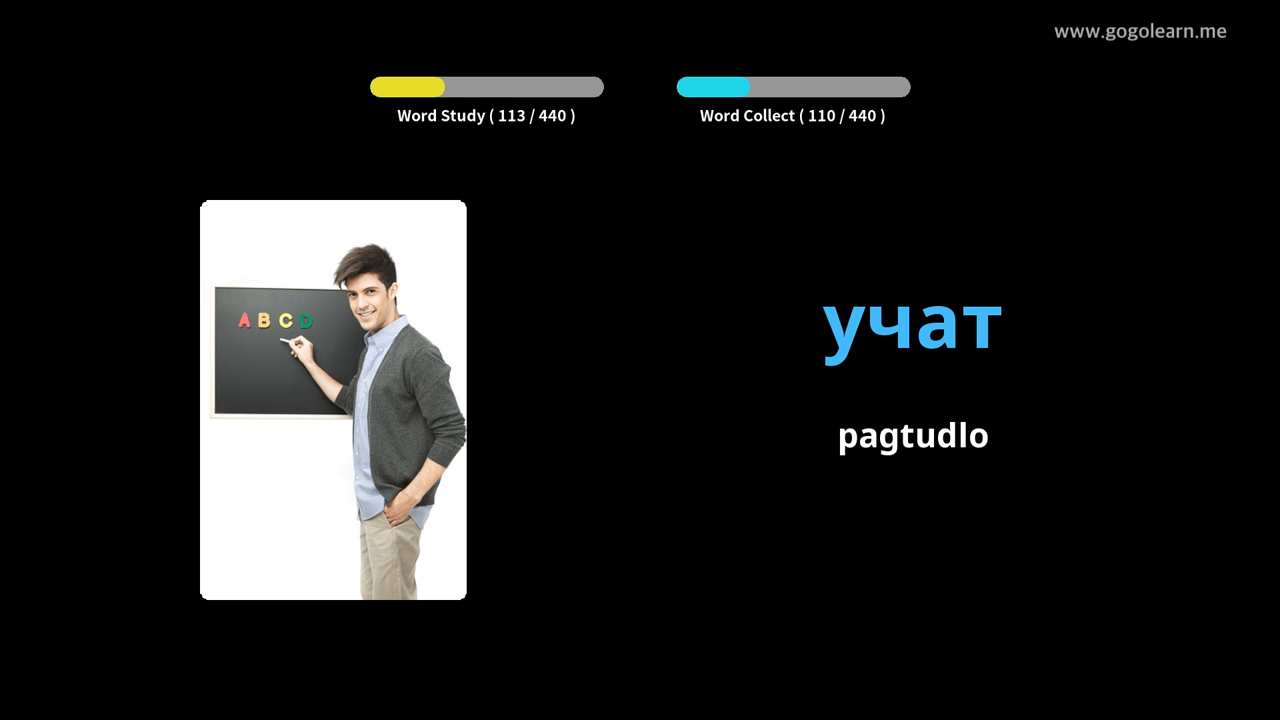 www.gogolearn.me
Word Study ( 113 / 440 )
Word Collect ( 110 / 440 )
A B C D
учат
pagtudlo